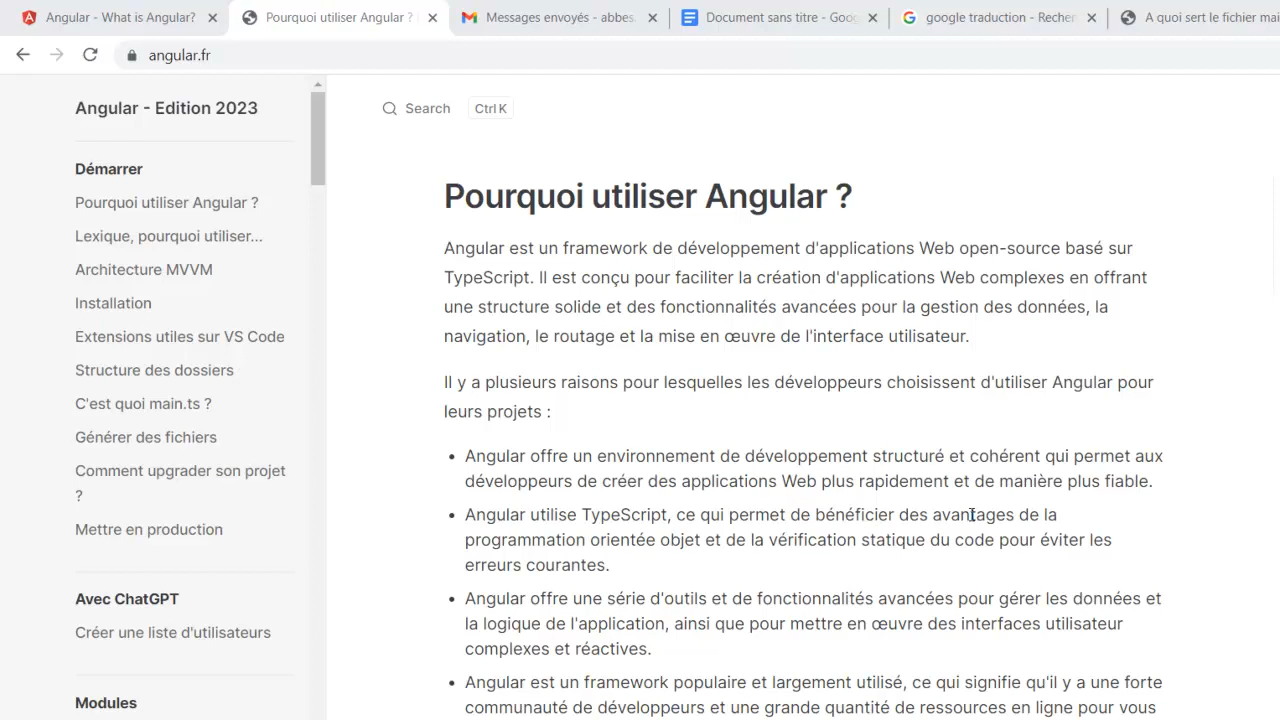 Angular - What is Angular?
Pourquoi utiliser Angular ?
Messages envoyés - abbes.
Document sans titre - Goo
google traduction - Recher
A quoi sert le fichier mai
angular.fr
Angular - Edition 2023
Search
Ctrl K
Démarrer
Pourquoi utiliser Angular ?
Lexique, pourquoi utiliser...
Architecture MVVM
Installation
Extensions utiles sur VS Code
Structure des dossiers
C'est quoi main.ts ?
Générer des fichiers
Comment upgrader son projet
?
Mettre en production
Avec ChatGPT
Créer une liste d'utilisateurs
Modules
Pourquoi utiliser Angular ?
Angular est un framework de développement d'applications Web open-source basé sur
TypeScript. Il est conçu pour faciliter la création d'applications Web complexes en offrant
une structure solide et des fonctionnalités avancées pour la gestion des données, la
navigation, le routage et la mise en œuvre de l'interface utilisateur.
Il y a plusieurs raisons pour lesquelles les développeurs choisissent d'utiliser Angular pour
leurs projets :
• Angular offre un environnement de développement structuré et cohérent qui permet aux
développeurs de créer des applications Web plus rapidement et de manière plus fiable.
• Angular utilise TypeScript, ce qui permet de bénéficier des avantages de la
programmation orientée objet et de la vérification statique du code pour éviter les
erreurs courantes.
• Angular offre une série d'outils et de fonctionnalités avancées pour gérer les données et
la logique de l'application, ainsi que pour mettre en œuvre des interfaces utilisateur
complexes et réactives.
• Angular est un framework populaire et largement utilisé, ce qui signifie qu'il y a une forte
communauté de développeurs et une grande quantité de ressources en ligne pour vous